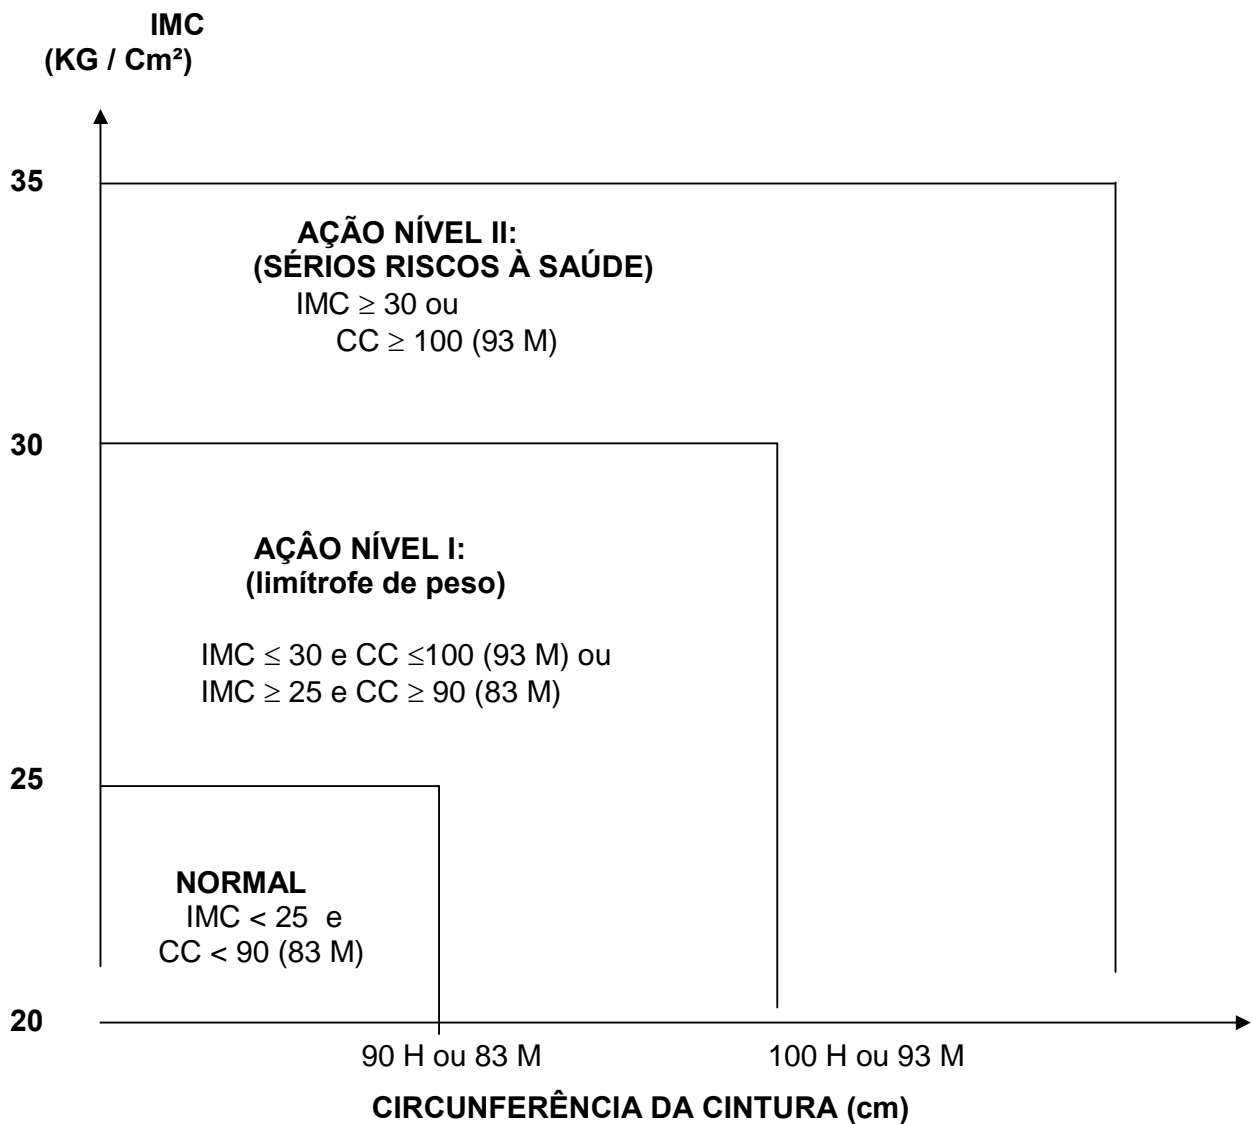 IMC
(KG / Cm²)
35
AÇÃO NÍVEL II:
(SÉRIOS RISCOS À SAÚDE)
IMC ≥ 30 ou
CC ≥ 100 (93 M)
30
AÇÂO NÍVEL I:
(limítrofe de peso)
IMC ≤ 30 e CC ≤100 (93 M) ou
IMC ≥ 25 e CC ≥ 90 (83 M)
25
NORMAL
IMC < 25 e
CC < 90 (83 M)
20
90 H ou 83 M 100 H ou 93 M
CIRCUNFERÊNCIA DA CINTURA (cm)